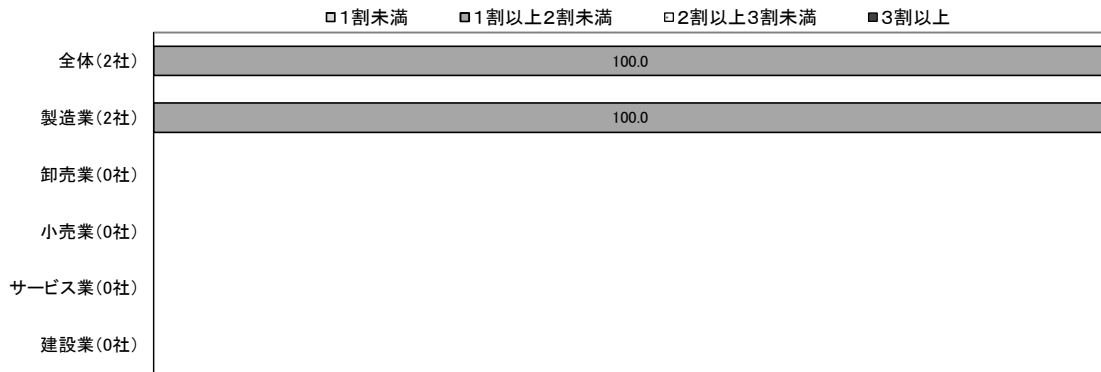 □1割未満 ■1割以上2割未満 □2割以上3割未満 ■3割以上
全体(2社) 100.0
製造業(2社) 100.0
卸売業(0社)
小売業(0社)
サービス業(0社)
建設業(0社)